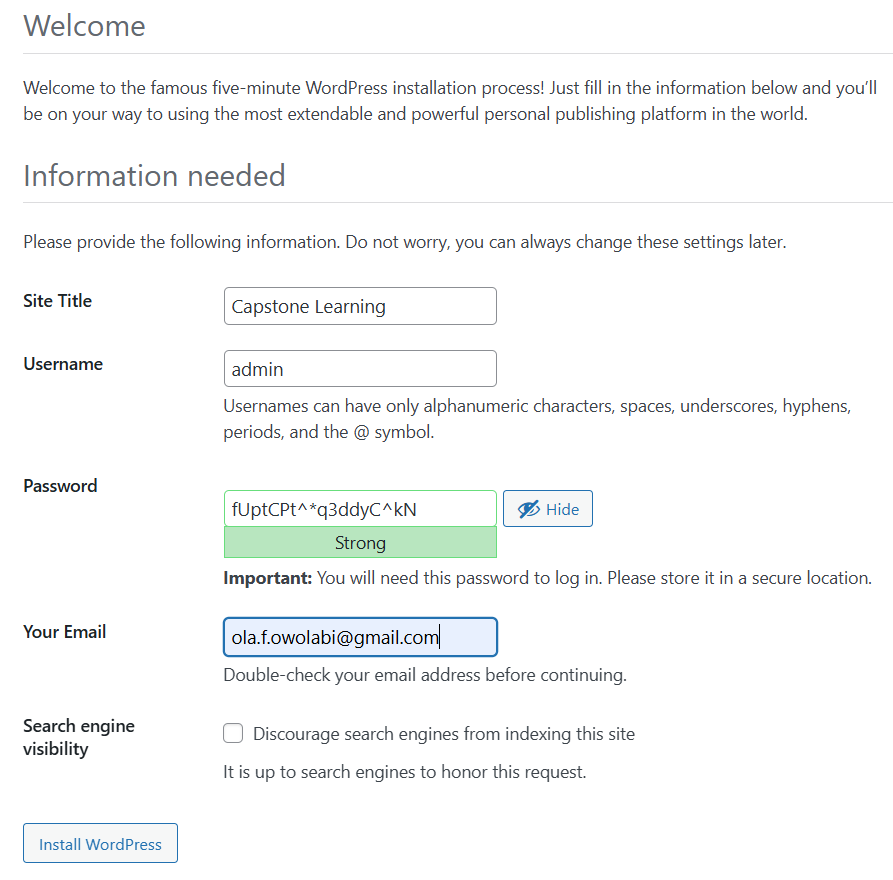 Welcome
Welcome to the famous five-minute WordPress installation process! Just fill in the information below and you’ll
be on your way to using the most extendable and powerful personal publishing platform in the world.
Information needed
Please provide the following information. Do not worry, you can always change these settings later.
Site Title
Capstone Learning
Username
admin
Usernames can have only alphanumeric characters, spaces, underscores, hyphens,
periods, and the @ symbol.
Password
fUptCPt^*q3ddyC^kN
Hide
Strong
Important: You will need this password to log in. Please store it in a secure location.
Your Email
ola.f.owolabi@gmail.com
Double-check your email address before continuing.
Search engine
visibility
Discourage search engines from indexing this site
It is up to search engines to honor this request.
Install WordPress